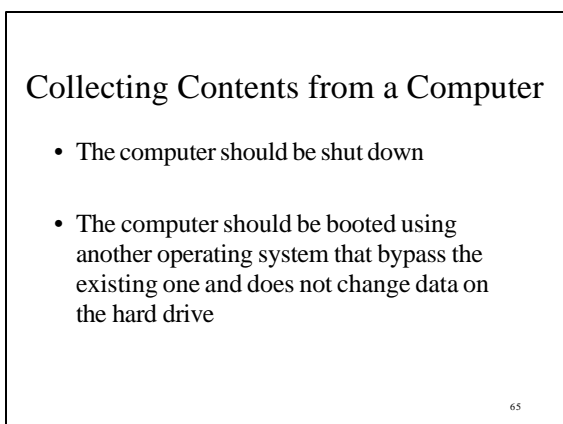 Collecting Contents from a Computer
• The computer should be shut down
• The computer should be booted using
another operating system that bypass the
existing one and does not change data on
the hard drive
65